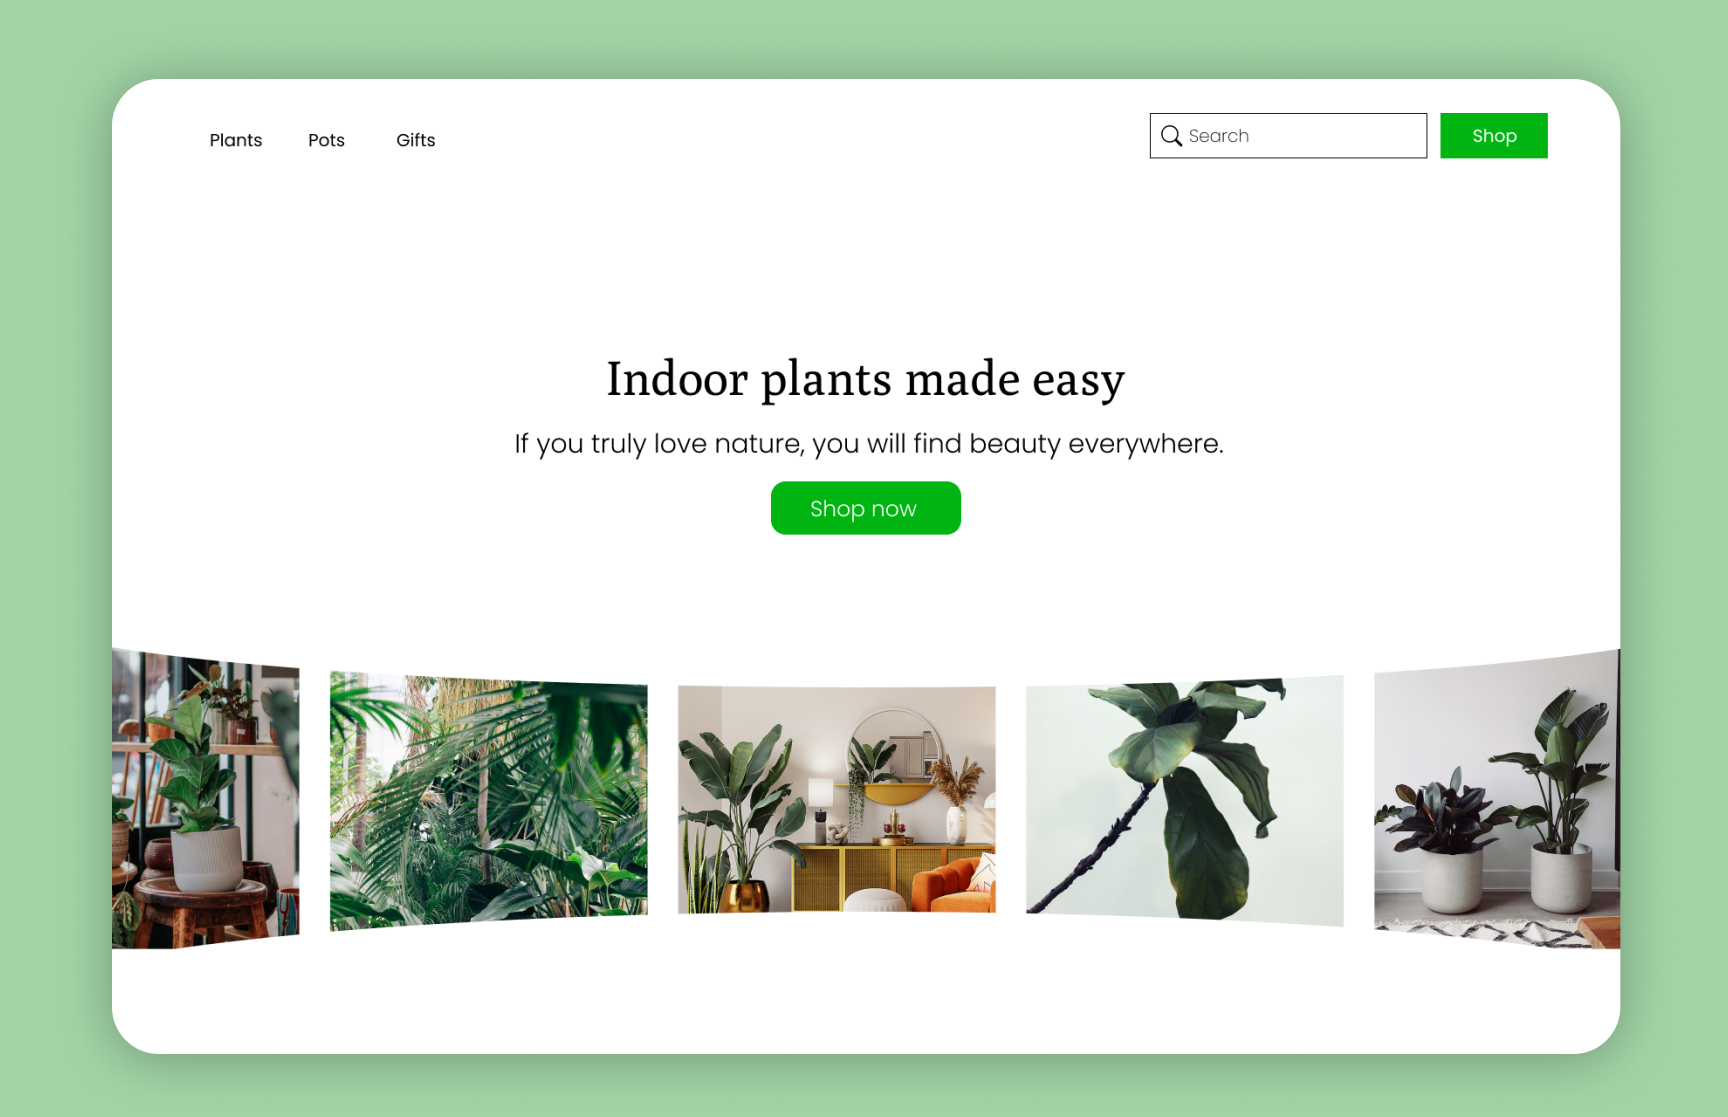 Plants Pots Gifts Search Shop
Indoor plants made easy
If you truly love nature, you will find beauty everywhere.
Shop now